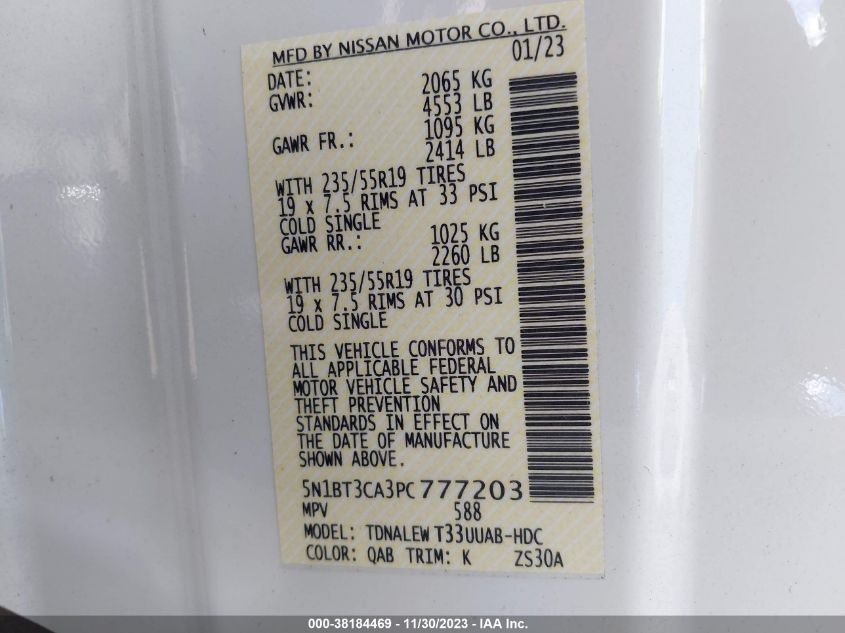 MFD BY NISSAN MOTOR CO., LTD.
DATE: 01/23
GVWR: 2065 KG
4553 LB
GAWR FR.: 1095 KG
2414 LB
WITH 235/55R19 TIRES
19 x 7.5 RIMS AT 33 PSI
COLD SINGLE
GAWR RR.: 1025 KG
2260 LB
WITH 235/55R19 TIRES
19 x 7.5 RIMS AT 30 PSI
COLD SINGLE
THIS VEHICLE CONFORMS TO
ALL APPLICABLE FEDERAL
MOTOR VEHICLE SAFETY AND
THEFT PREVENTION
STANDARDS IN EFFECT ON
THE DATE OF MANUFACTURE
SHOWN ABOVE.
5N1BT3CA3PC777203
MPV 588
MODEL: TDNALEW T33UUAB-HDC
COLOR: QAB TRIM: K ZS30A
000-38184469 - 11/30/2023 - IAA Inc.